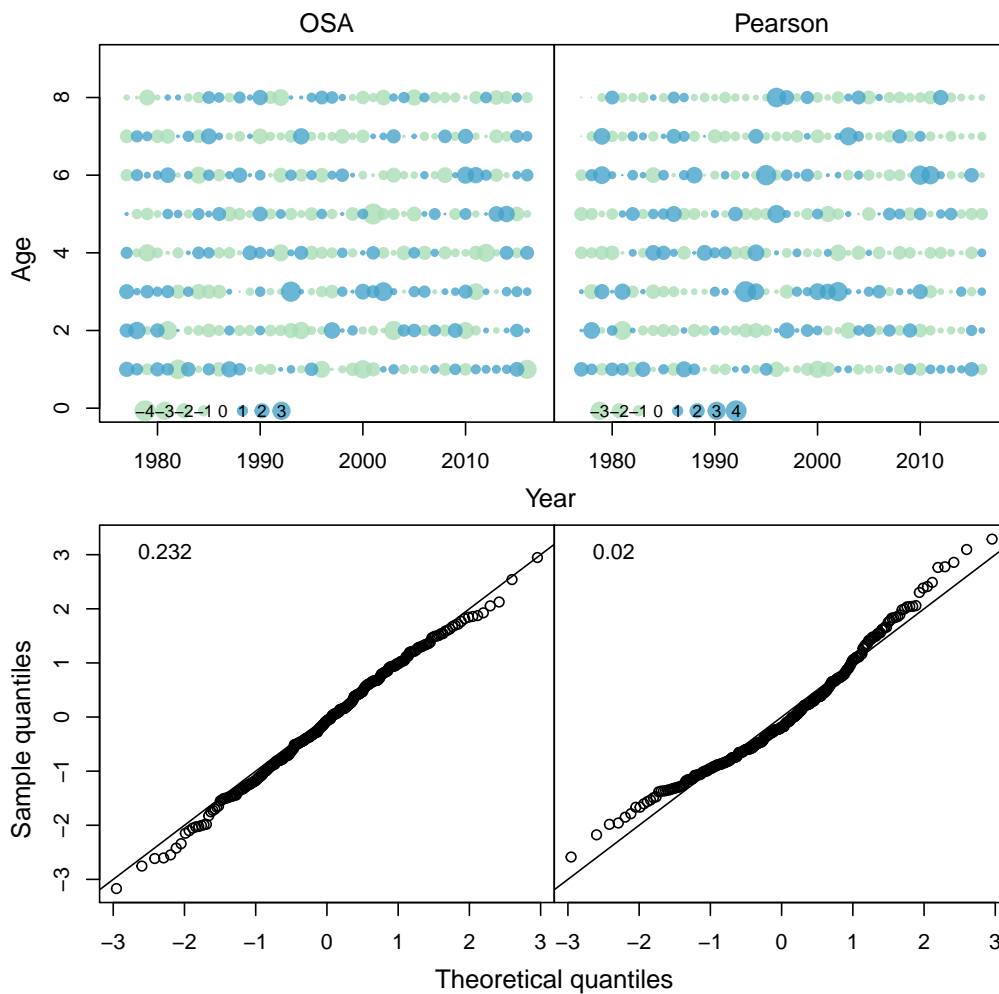 OSA Pearson
8
6
4
2
0
Age
−4 −3 −2 −1 0 1 2 3
−3 −2 −1 0 1 2 3 4
1980 1990 2000 2010 1980 1990 2000 2010
Year
0.232 0.02
3
2
1
0
−1
−2
−3
Sample quantiles
−3 −2 −1 0 1 2 3 −3 −2 −1 0 1 2 3
Theoretical quantiles